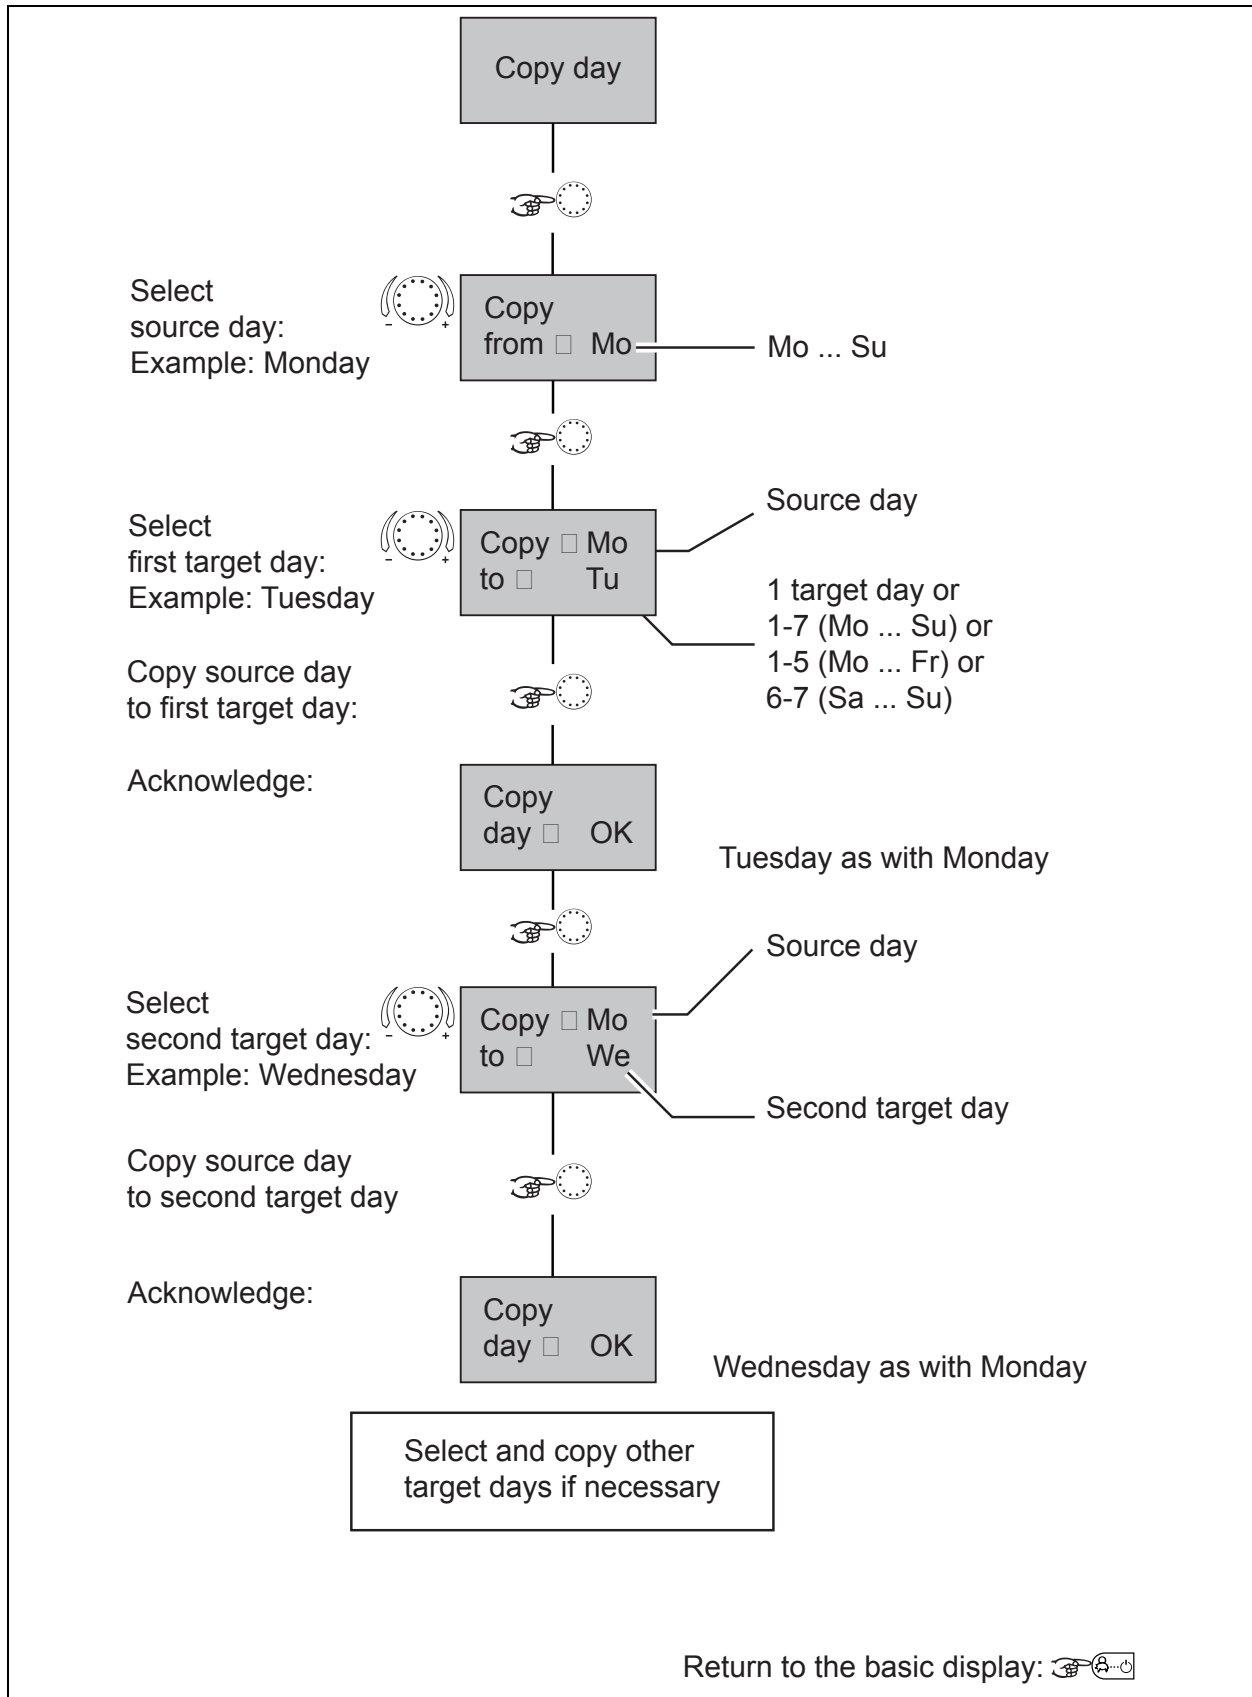 Copy day
Select
source day:
Example: Monday
- +
Copy
from □ Mo
Mo ... Su
Select
first target day:
Example: Tuesday
- +
Copy □ Mo
to □ Tu
Source day
1 target day or
1-7 (Mo ... Su) or
1-5 (Mo ... Fr) or
6-7 (Sa ... Su)
Copy source day
to first target day:
Acknowledge:
Copy
day □ OK
Tuesday as with Monday
Select
second target day:
Example: Wednesday
- +
Copy □ Mo
to □ We
Source day
Second target day
Copy source day
to second target day
Acknowledge:
Copy
day □ OK
Wednesday as with Monday
Select and copy other
target days if necessary
Return to the basic display: